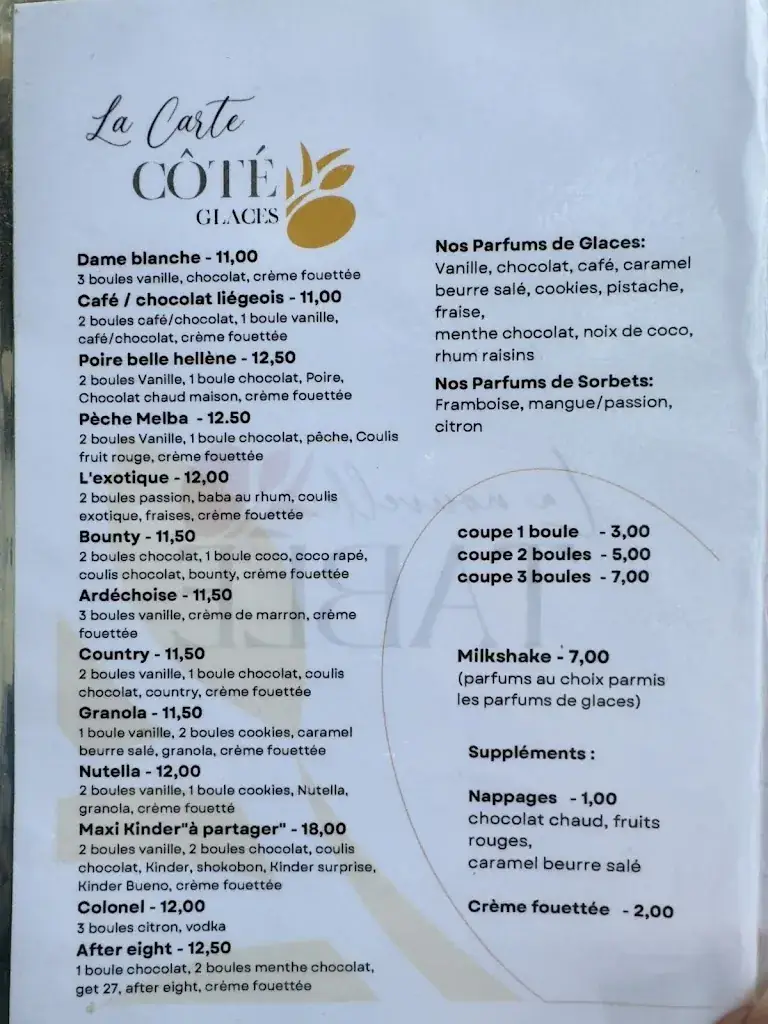 La Carte
CÔTÉ
GLACES
Dame blanche - 11,00
3 boules vanille, chocolat, crème fouettée
Café / chocolat liégeois - 11,00
2 boules café/chocolat, 1 boule vanille,
café/chocolat, crème fouettée
Poire belle hellène - 12,50
2 boules Vanille, 1 boule chocolat, Poire,
Chocolat chaud maison, crème fouettée
Pèche Melba - 12.50
2 boules Vanille, 1 boule chocolat, pêche, Coulis
fruit rouge, crème fouettée
L'exotique - 12,00
2 boules passion, baba au rhum, coulis
exotique, fraises, crème fouettée
Bounty - 11,50
2 boules chocolat, 1 boule coco, coco rapé,
coulis chocolat, bounty, crème fouettée
Ardéchoise - 11,50
3 boules vanille, crème de marron, crème
fouettée
Country - 11,50
2 boules vanille, 1 boule chocolat, coulis
chocolat, country, crème fouettée
Granola - 11,50
1 boule vanille, 2 boules cookies, caramel
beurre salé, granola, crème fouettée
Nutella - 12,00
2 boules vanille, 1 boule cookies, Nutella,
granola, crème fouetté
Maxi Kinder"à partager" - 18,00
2 boules vanille, 2 boules chocolat, coulis
chocolat, Kinder, shokobon, Kinder surprise,
Kinder Bueno, crème fouettée
Colonel - 12,00
3 boules citron, vodka
After eight - 12,50
1 boule chocolat, 2 boules menthe chocolat,
get 27, after eight, crème fouettée
Nos Parfums de Glaces:
Vanille, chocolat, café, caramel
beurre salé, cookies, pistache,
fraise,
menthe chocolat, noix de coco,
rhum raisins
Nos Parfums de Sorbets:
Framboise, mangue/passion,
citron
coupe 1 boule - 3,00
coupe 2 boules - 5,00
coupe 3 boules - 7,00
Milkshake - 7,00
(parfums au choix parmis
les parfums de glaces)
Suppléments :
Nappages - 1,00
chocolat chaud, fruits
rouges,
caramel beurre salé
Crème fouettée - 2,00